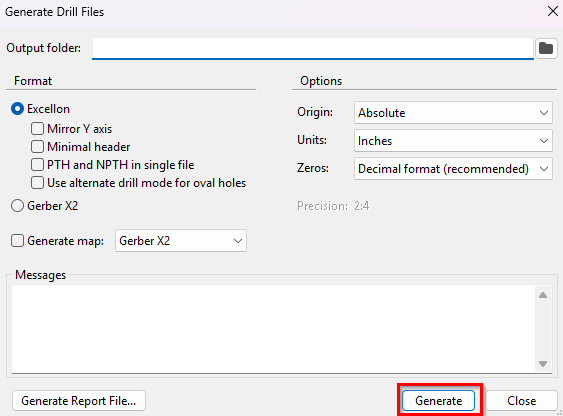 Generate Drill Files
Output folder:
Format
Excellon
Mirror Y axis
Minimal header
PTH and NPTH in single file
Use alternate drill mode for oval holes
Gerber X2
Generate map: Gerber X2
Options
Origin: Absolute
Units: Inches
Zeros: Decimal format (recommended)
Precision: 2:4
Messages
Generate Report File... Generate Close